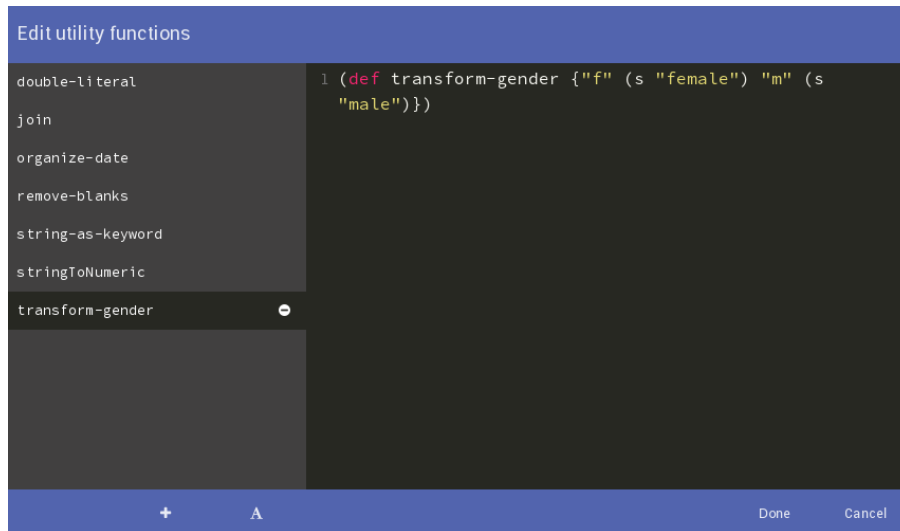 Edit utility functions
double-literal
join
organize-date
remove-blanks
string-as-keyword
stringToNumeric
transform-gender
1 (def transform-gender {"f" (s "female") "m" (s
"male")})
A
Done
Cancel